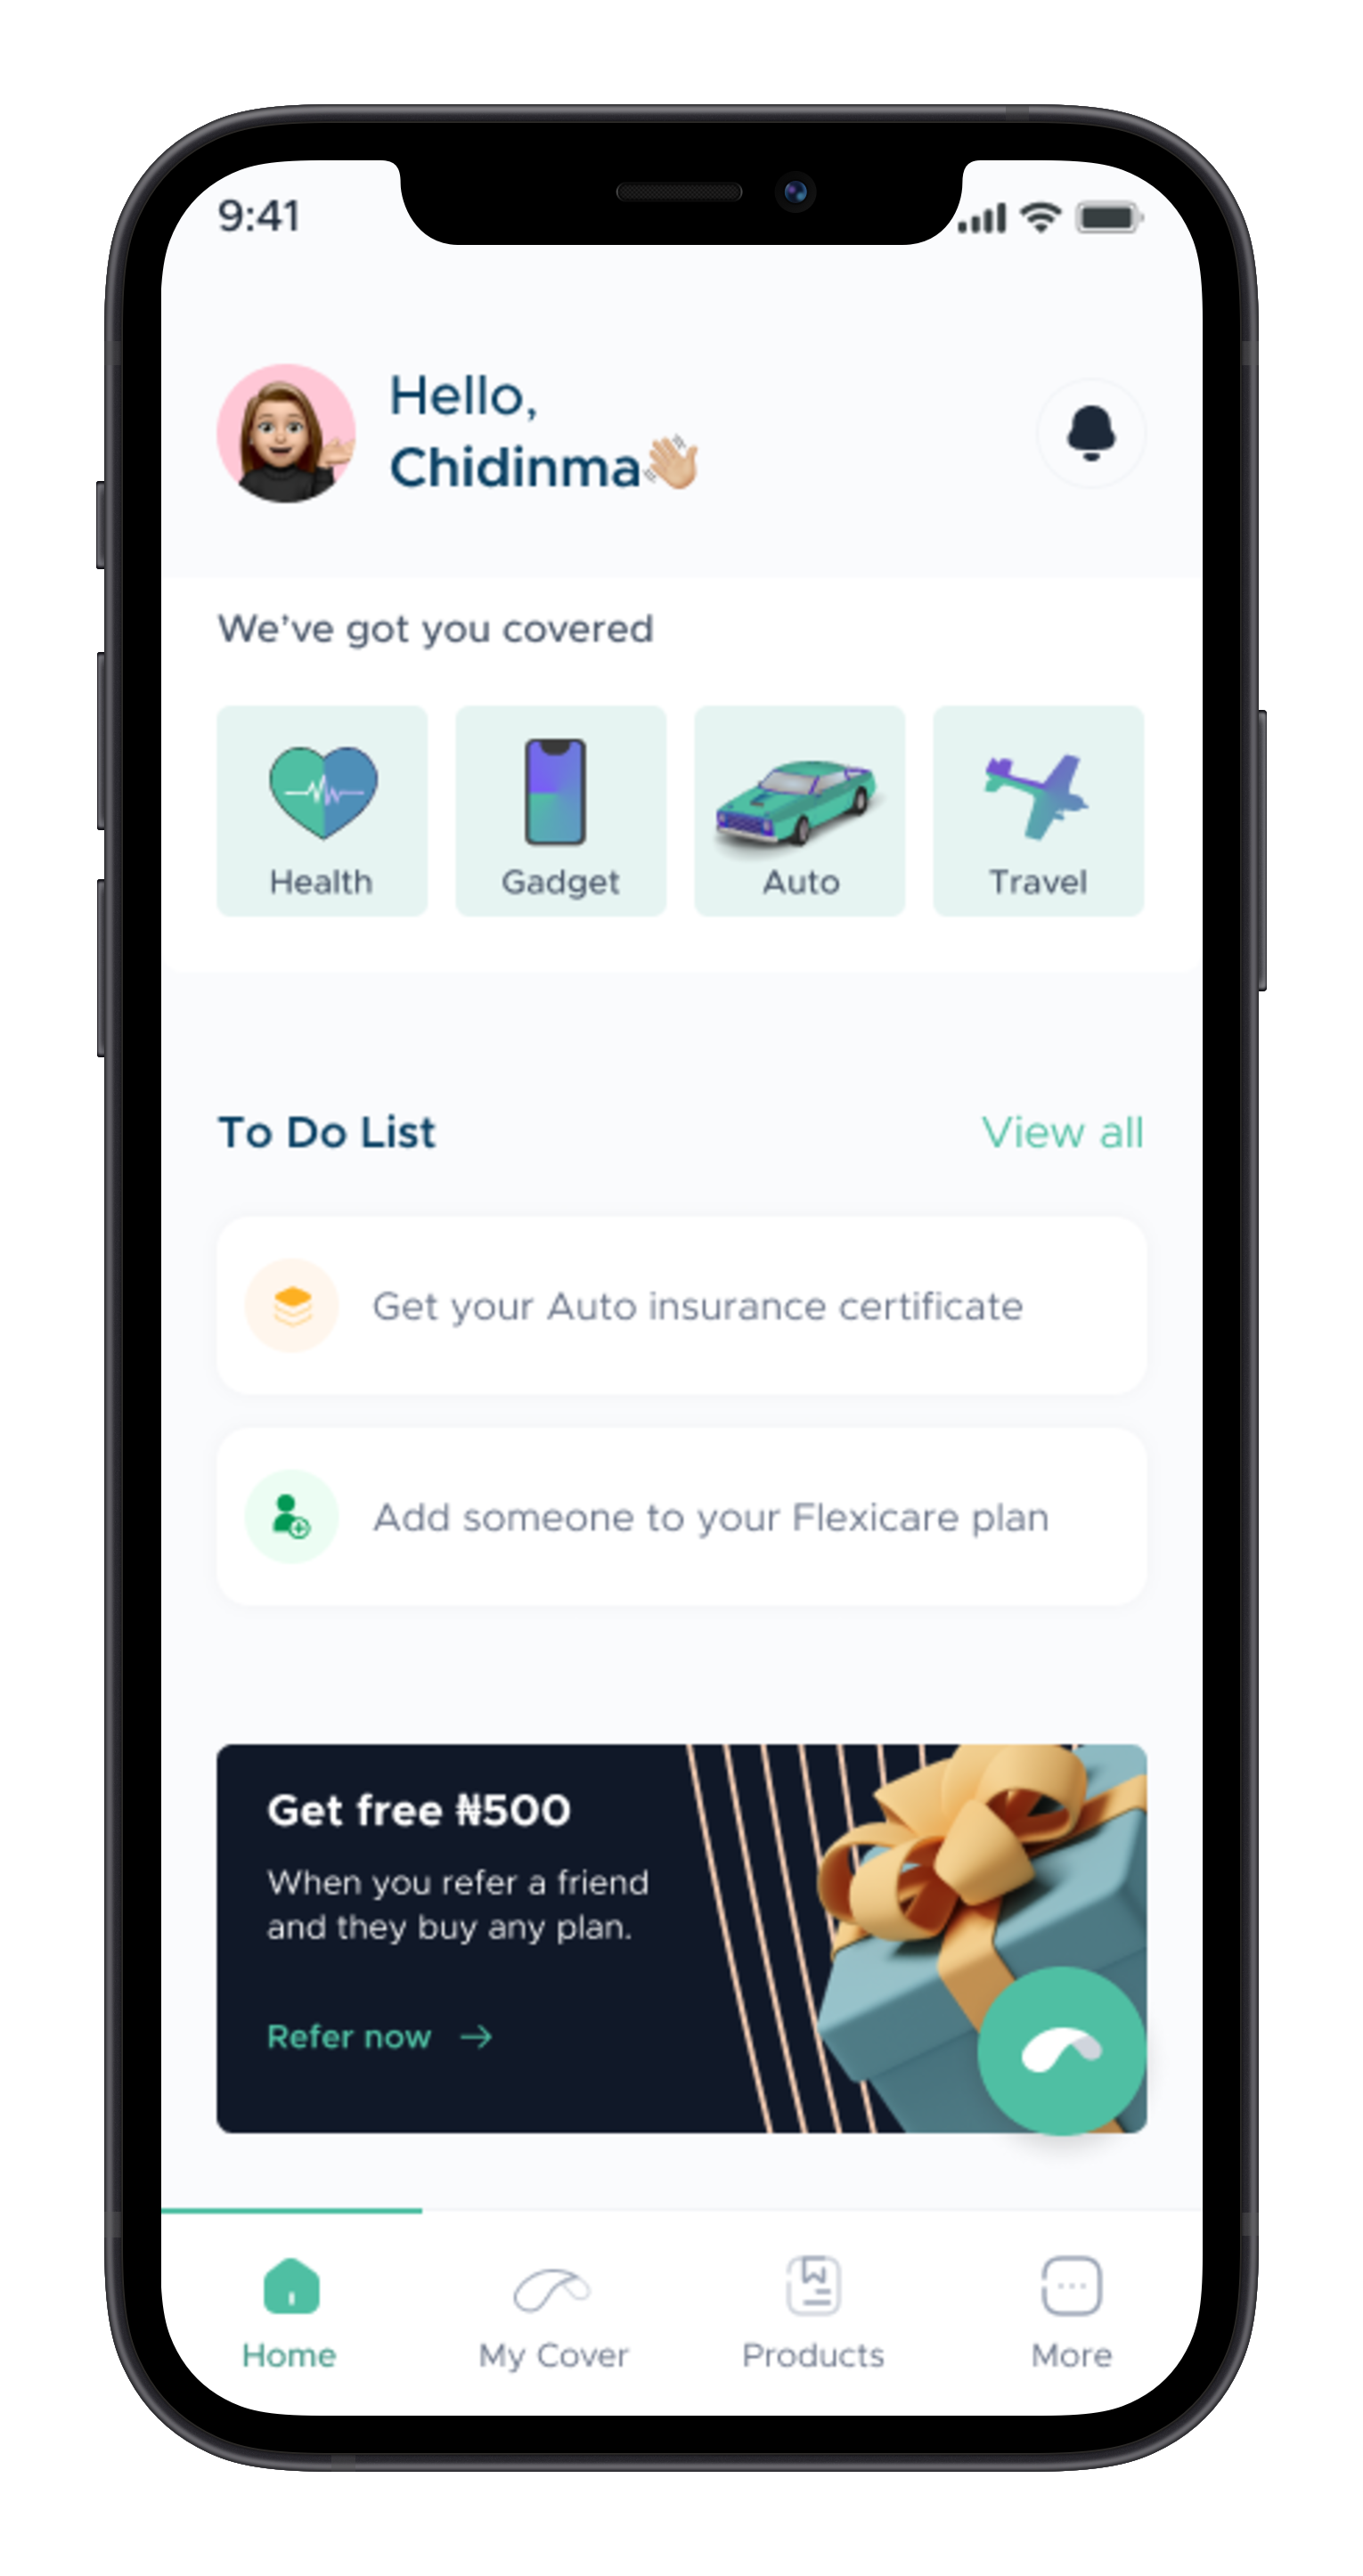 9:41
Hello,
Chidinma👋🏼
We’ve got you covered
Health
Gadget
Auto
Travel
To Do List
View all
Get your Auto insurance certificate
Add someone to your Flexicare plan
Get free ₦500
When you refer a friend
and they buy any plan.
Refer now →
Home
My Cover
Products
More